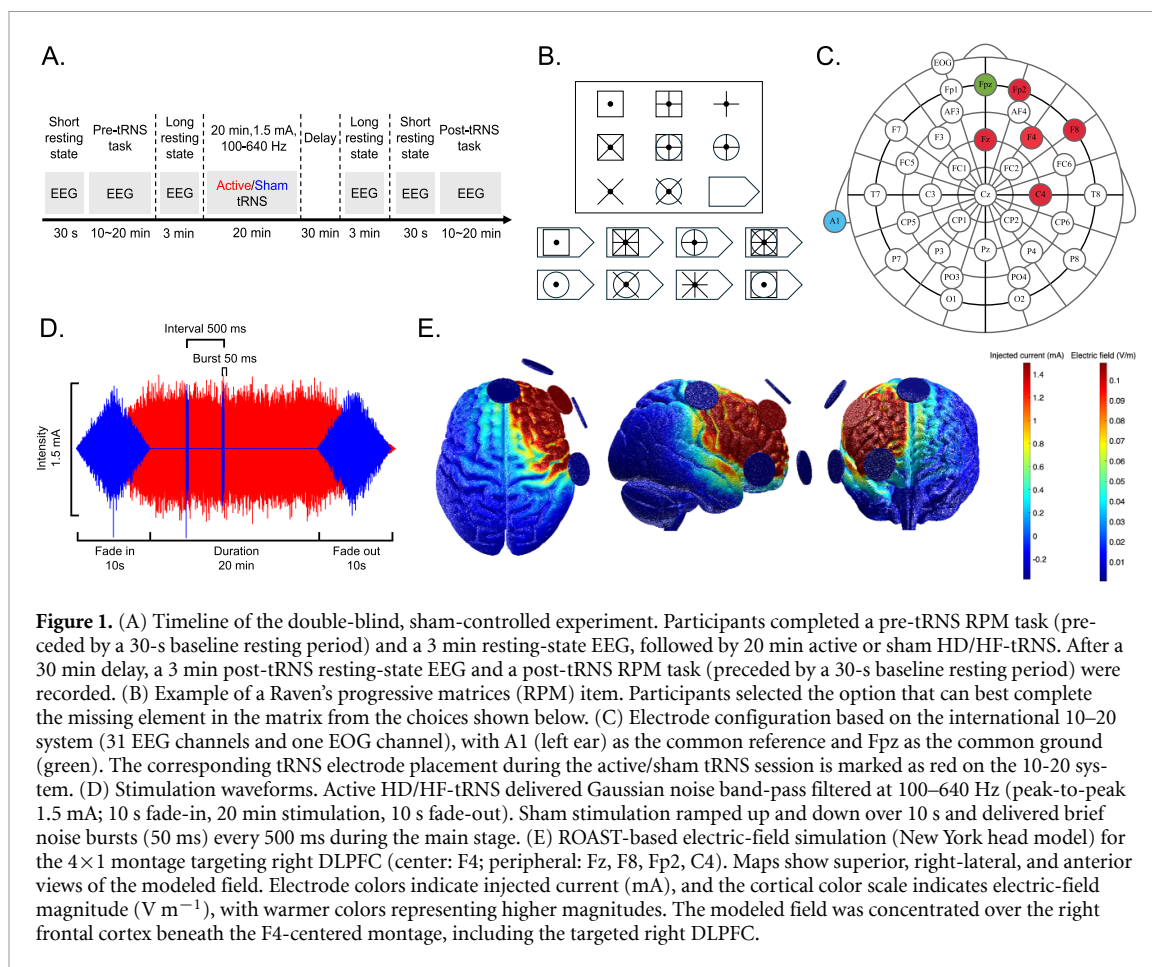 A.
Short resting state
Pre-tRNS task
Long resting state
20 min,1.5 mA, 100-640 Hz
Delay
Long resting state
Short resting state
Post-tRNS task
EEG
EEG
EEG
Active/Sham tRNS
EEG
EEG
EEG
30 s
10~20 min
3 min
20 min
30 min
3 min
30 s
10~20 min
B.
C.
EOG
Fp1
Fpz
Fp2
AF3
AF4
F7
F3
Fz
F4
F8
FC5
FC1
FC2
FC6
T7
C3
Cz
C4
T8
A1
CP5
CP1
CP2
CP6
P7
P3
Pz
P4
P8
PO3
PO4
O1
O2
D.
Interval 500 ms
Burst 50 ms
Intensity
1.5 mA
Fade in
10s
Duration
20 min
Fade out
10s
E.
Injected current (mA)
1.4
1.2
1
0.8
0.6
0.4
0.2
0
-0.2
Electric field (V/m)
0.1
0.09
0.08
0.07
0.06
0.05
0.04
0.03
0.02
0.01
Figure 1. (A) Timeline of the double-blind, sham-controlled experiment. Participants completed a pre-tRNS RPM task (pre-
ceded by a 30-s baseline resting period) and a 3 min resting-state EEG, followed by 20 min active or sham HD/HF-tRNS. After a
30 min delay, a 3 min post-tRNS resting-state EEG and a post-tRNS RPM task (preceded by a 30-s baseline resting period) were
recorded. (B) Example of a Raven's progressive matrices (RPM) item. Participants selected the option that can best complete
the missing element in the matrix from the choices shown below. (C) Electrode configuration based on the international 10–20
system (31 EEG channels and one EOG channel), with A1 (left ear) as the common reference and Fpz as the common ground
(green). The corresponding tRNS electrode placement during the active/sham tRNS session is marked as red on the 10-20 sys-
tem. (D) Stimulation waveforms. Active HD/HF-tRNS delivered Gaussian noise band-pass filtered at 100–640 Hz (peak-to-peak
1.5 mA; 10 s fade-in, 20 min stimulation, 10 s fade-out). Sham stimulation ramped up and down over 10 s and delivered brief
noise bursts (50 ms) every 500 ms during the main stage. (E) ROAST-based electric-field simulation (New York head model) for
the 4×1 montage targeting right DLPFC (center: F4; peripheral: Fz, F8, Fp2, C4). Maps show superior, right-lateral, and anterior
views of the modeled field. Electrode colors indicate injected current (mA), and the cortical color scale indicates electric-field
magnitude (V m−1), with warmer colors representing higher magnitudes. The modeled field was concentrated over the right
frontal cortex beneath the F4-centered montage, including the targeted right DLPFC.